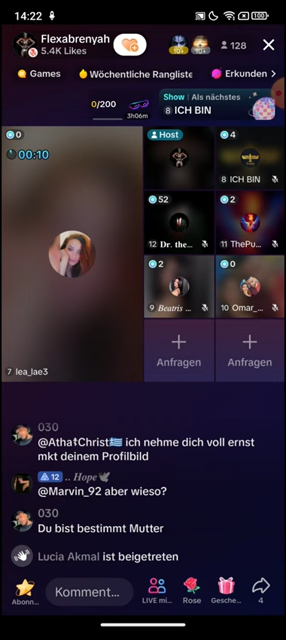 14:22
100
Flexabrenyah
5.4K Likes
128
Games
Wöchentliche Rangliste
Erkunden
0/200
3h06m
Show | Als nächstes
8 ICH BIN
0
00:10
7 lea_lae3
Host
12 Dr. the...
4
8 ICH BIN
52
2
11 ThePu...
2
9 Beatris ...
0
10 Omar_...
Anfragen
Anfragen
030
@Atha☦Christ🇬🇷 ich nehme dich voll ernst
mkt deinem Profilbild
12 .. Hope🕊
@Marvin_92 aber wieso?
030
Du bist bestimmt Mutter
Lucia Akmal ist beigetreten
Abonn...
Komment...
LIVE mi...
Rose
Gesche...
4